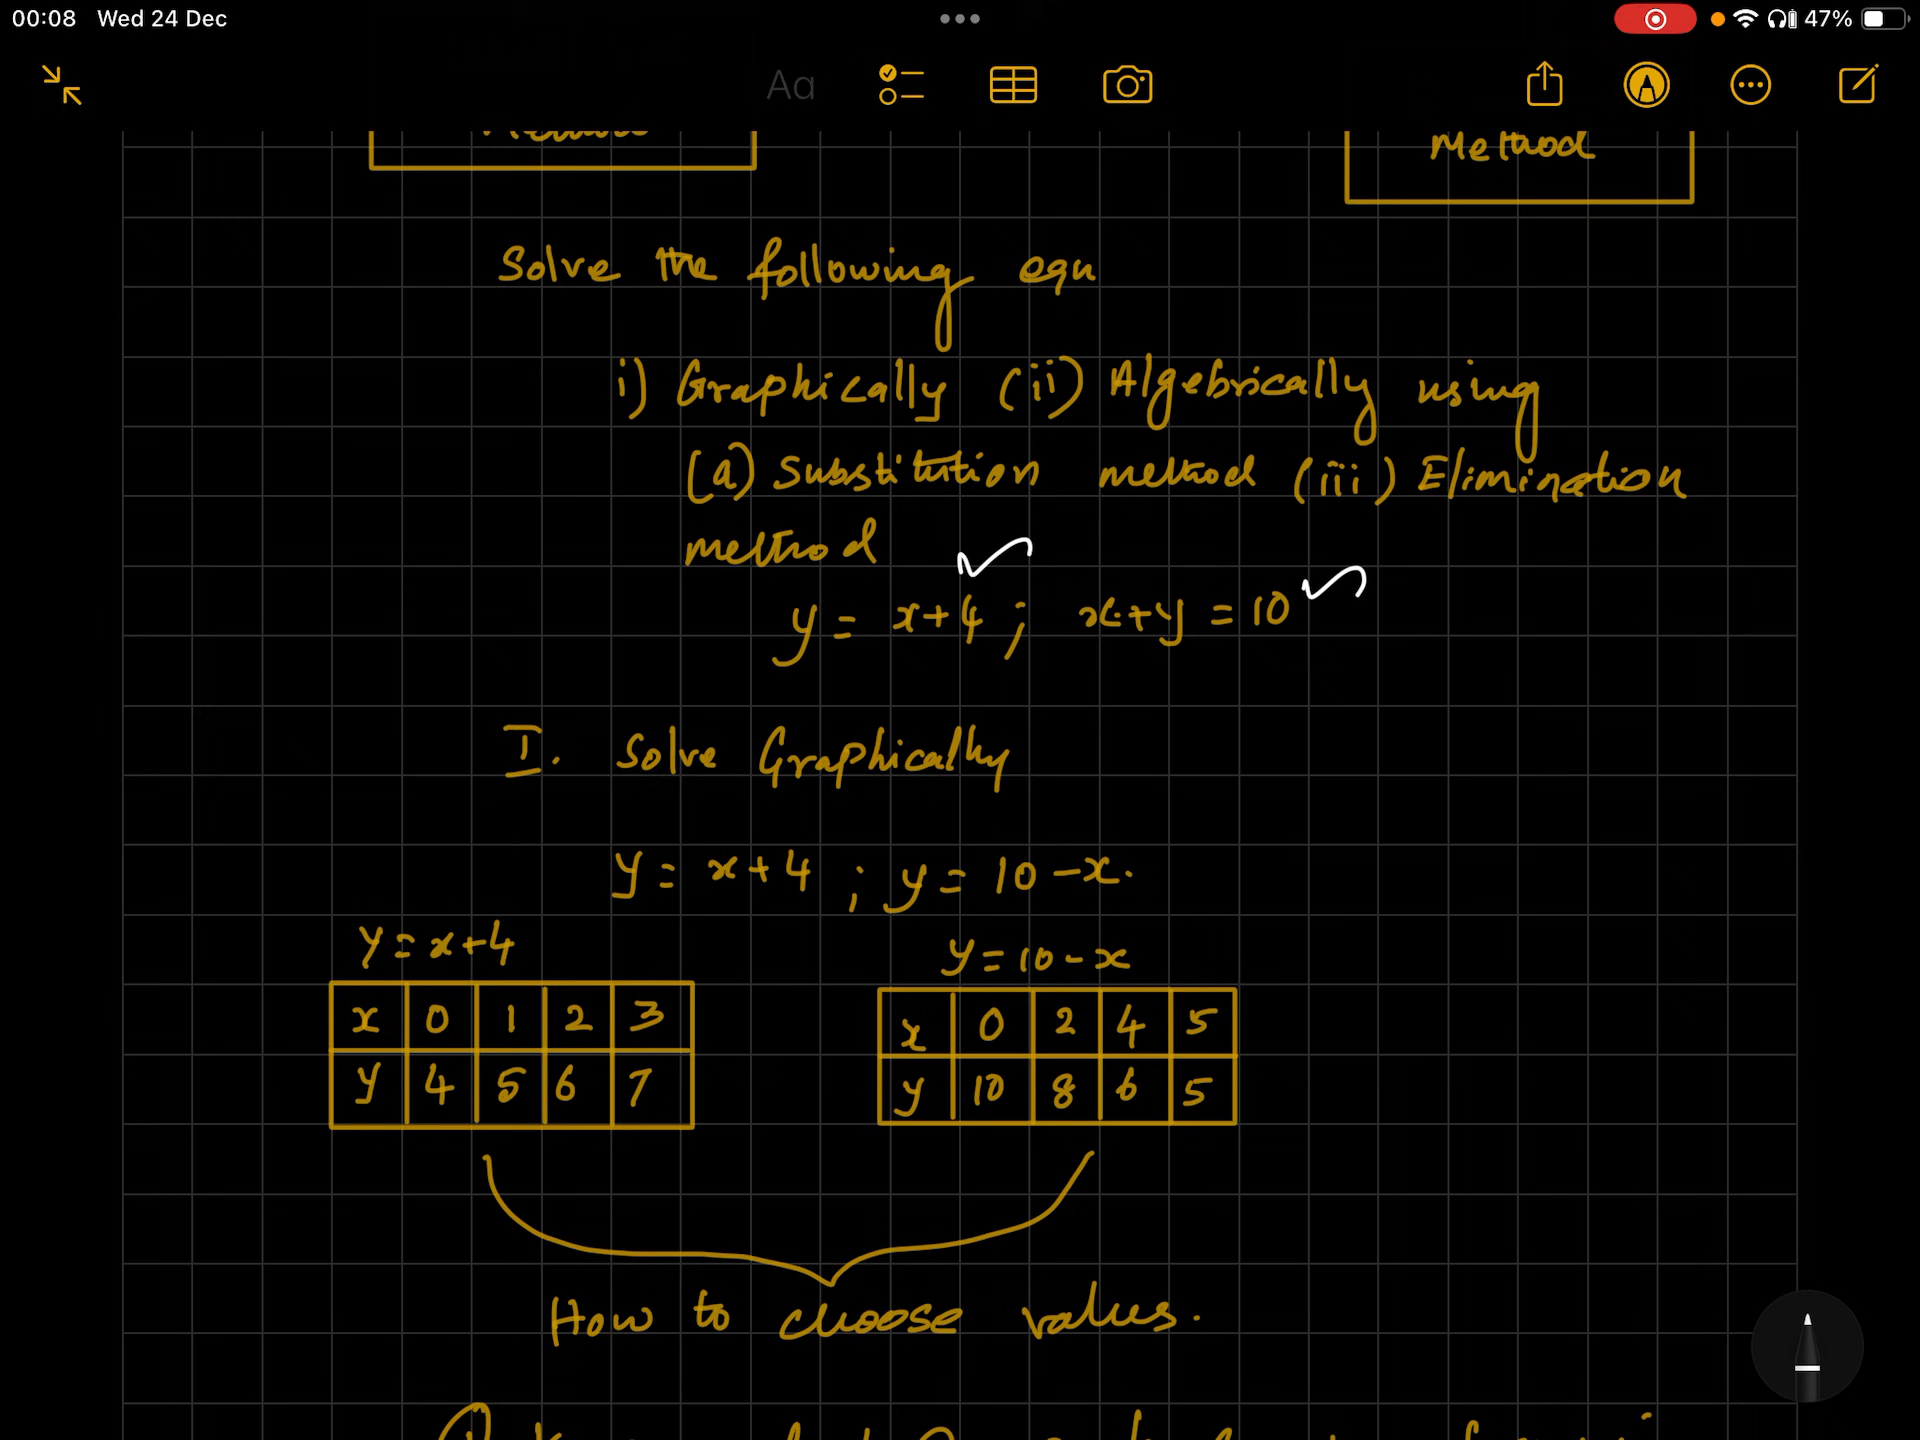 00:08 Wed 24 Dec
47%
Aa
Method
Solve the following eqn
i) Graphically (ii) Algebrically using
(a) Substitution method (iii) Elimination
method
y = x+4 ; x+y = 10
I. Solve Graphically
y = x+4 ; y = 10-x.
y = x+4
y = 10-x
x 0 1 2 3
y 4 5 6 7
x 0 2 4 5
y 10 8 6 5
How to choose values.